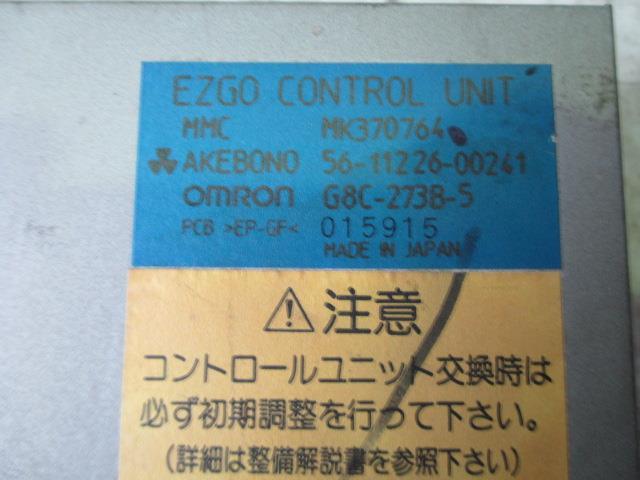 EZGO CONTROL UNIT
MMC MK370764
AKEBONO 56-11226-00241
OMRON G8C-273B-5
PCB >EP-GF< 015915
MADE IN JAPAN
⚠注意
コントロールユニット交換時は
必ず初期調整を行って下さい。
(詳細は整備解説書を参照下さい)